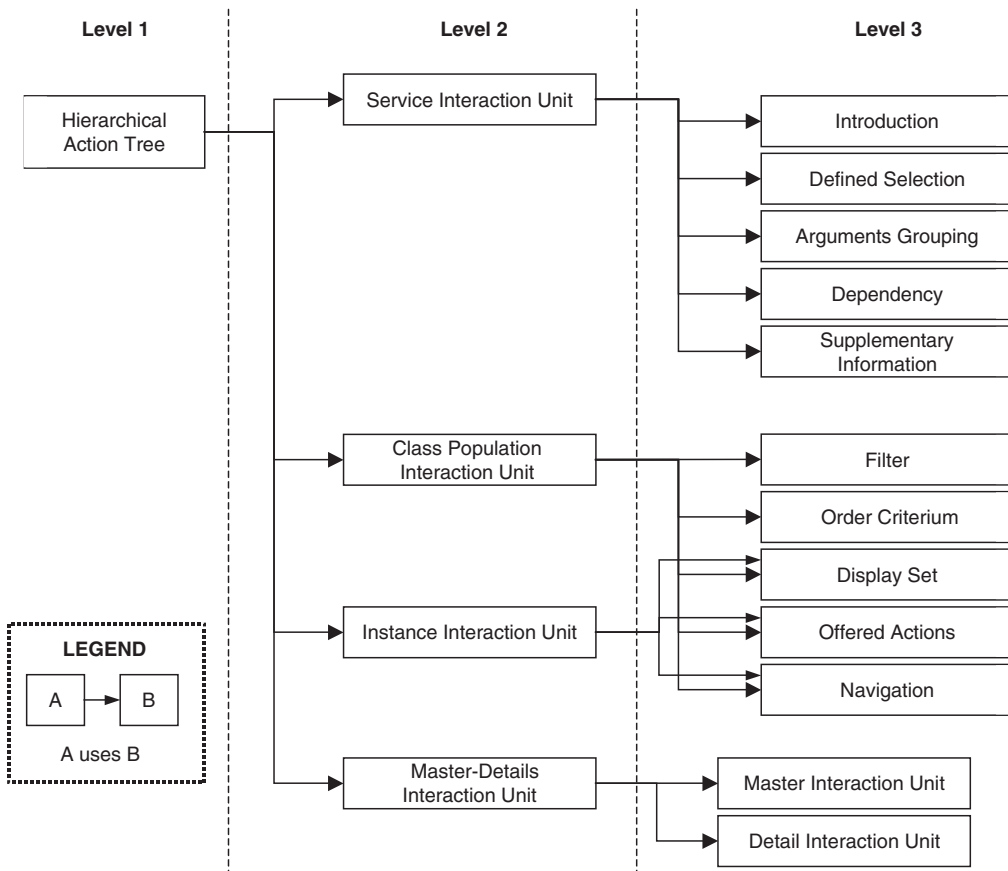 Level 1
Level 2
Level 3
Hierarchical
Action Tree
Service Interaction Unit
Introduction
Defined Selection
Arguments Grouping
Dependency
Supplementary
Information
Class Population
Interaction Unit
Filter
Order Criterium
Display Set
Instance Interaction Unit
Offered Actions
Navigation
Master-Details
Interaction Unit
Master Interaction Unit
Detail Interaction Unit
LEGEND
A
B
A uses B